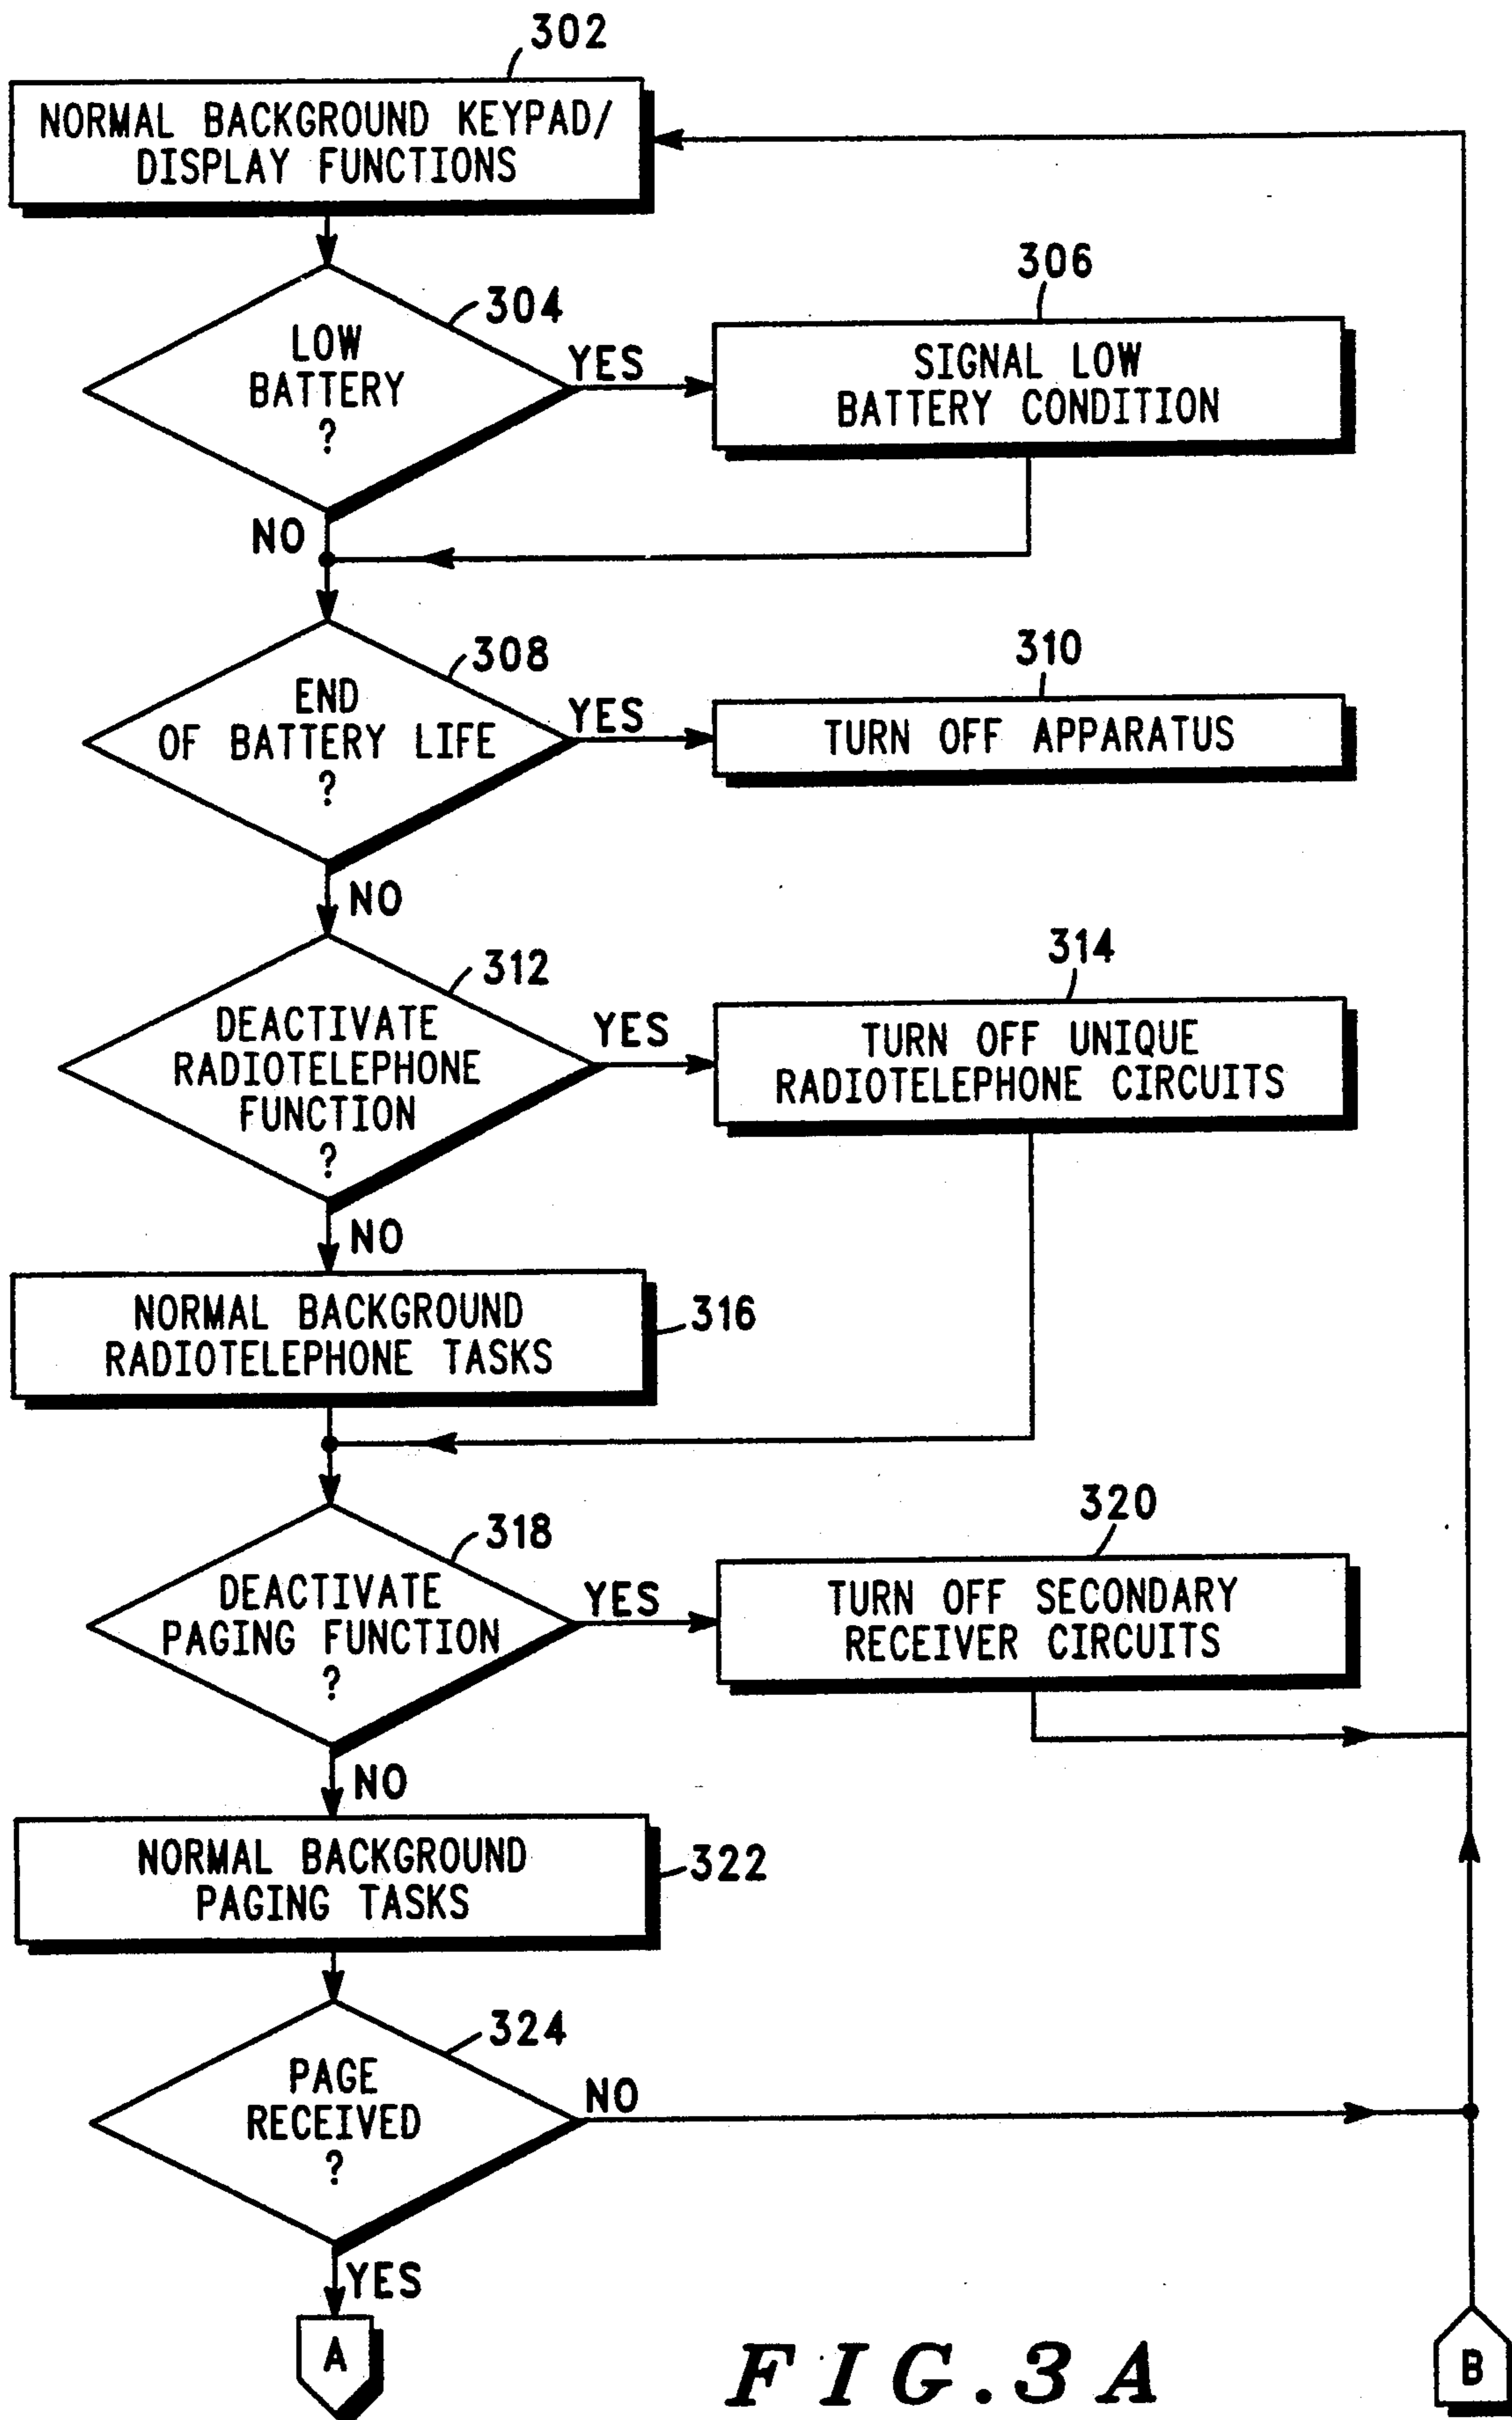 302
NORMAL BACKGROUND KEYPAD/
DISPLAY FUNCTIONS
304
LOW
BATTERY
?
YES
NO
306
SIGNAL LOW
BATTERY CONDITION
308
END
OF BATTERY LIFE
?
YES
NO
310
TURN OFF APPARATUS
312
DEACTIVATE
RADIOTELEPHONE
FUNCTION
?
YES
NO
314
TURN OFF UNIQUE
RADIOTELEPHONE CIRCUITS
NORMAL BACKGROUND
RADIOTELEPHONE TASKS
316
318
DEACTIVATE
PAGING FUNCTION
?
YES
NO
320
TURN OFF SECONDARY
RECEIVER CIRCUITS
NORMAL BACKGROUND
PAGING TASKS
322
324
PAGE
RECEIVED
?
NO
YES
A
B
FIG.3A